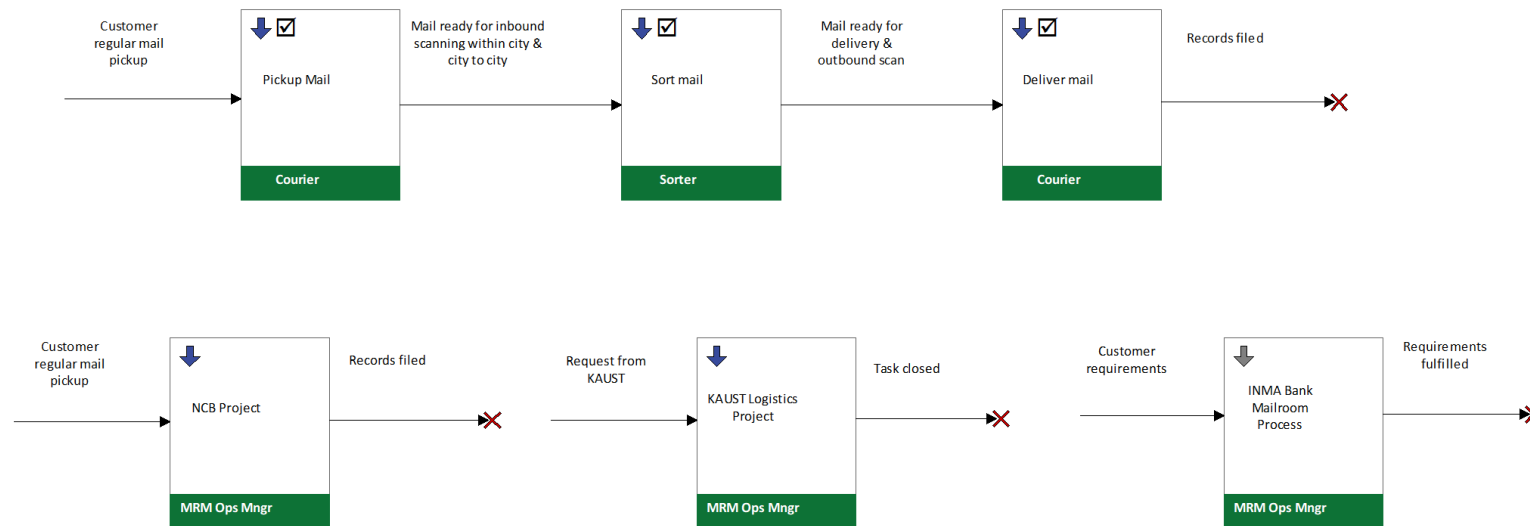 Customer
regular mail
pickup
Pickup Mail
Courier
Mail ready for inbound
scanning within city &
city to city
Sort mail
Sorter
Mail ready for
delivery &
outbound scan
Deliver mail
Courier
Records filed
Customer
regular mail
pickup
NCB Project
MRM Ops Mngr
Records filed
Request from
KAUST
KAUST Logistics
Project
MRM Ops Mngr
Task closed
Customer
requirements
INMA Bank
Mailroom
Process
MRM Ops Mngr
Requirements
fulfilled